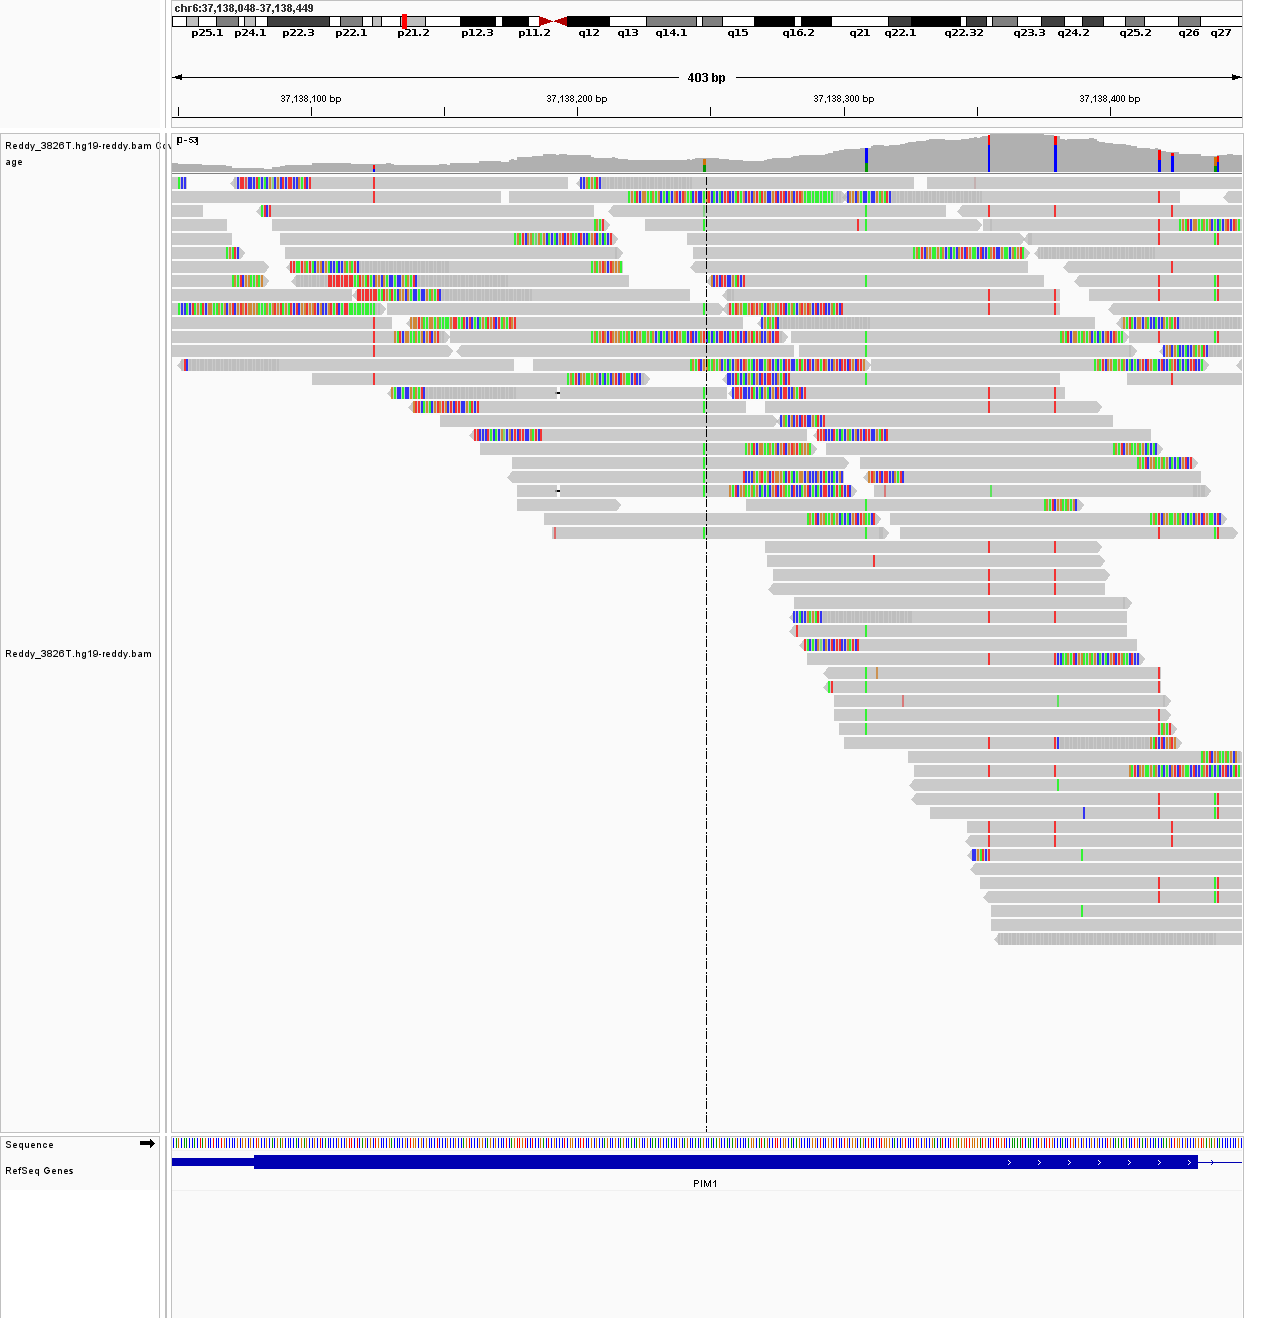 chr6:37,138,048-37,138,449
p25.1 p24.1 p22.3 p22.1 p21.2 p12.3 p11.2 q12 q13 q14.1 q15 q16.2 q21 q22.1 q22.32 q23.3 q24.2 q25.2 q26 q27
403 bp
37,138,100 bp 37,138,200 bp 37,138,300 bp 37,138,400 bp
[0 - 53]
Reddy_3826T.hg19-reddy.bam Cov
age
Reddy_3826T.hg19-reddy.bam
Sequence
RefSeq Genes
PIM1